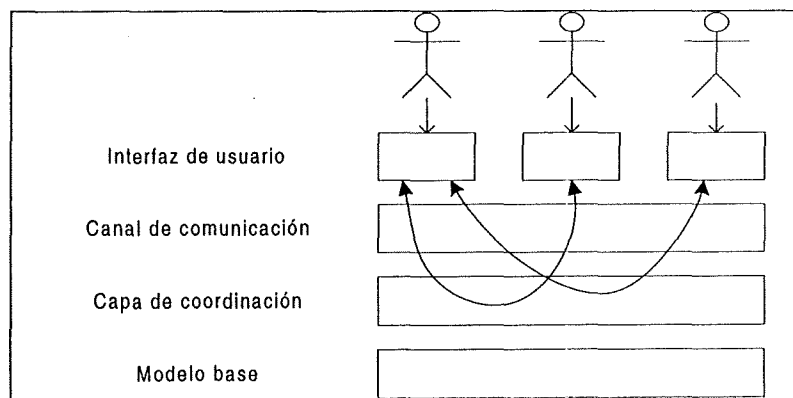 Interfaz de usuario
Canal de comunicación
Capa de coordinación
Modelo base